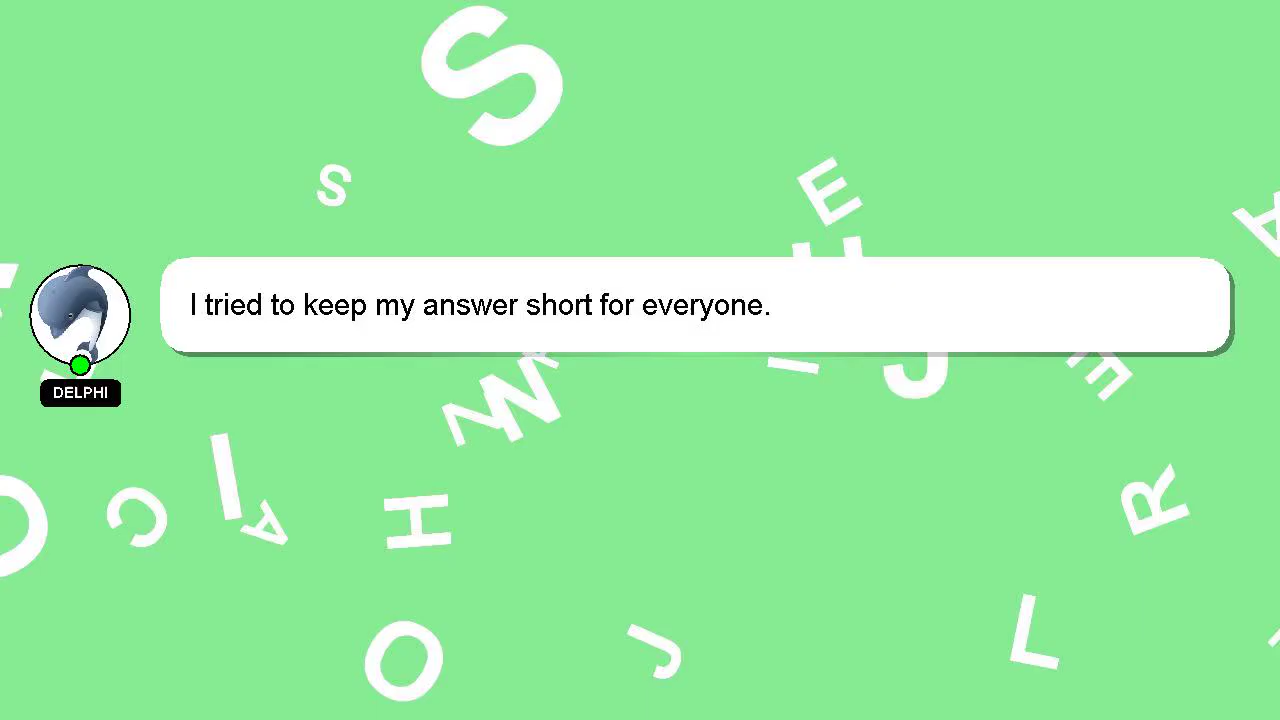 I tried to keep my answer short for everyone.
DELPHI
S
S
E
A
E
I
J
E
N
W
I
C
A
H
O
R
O
J
L